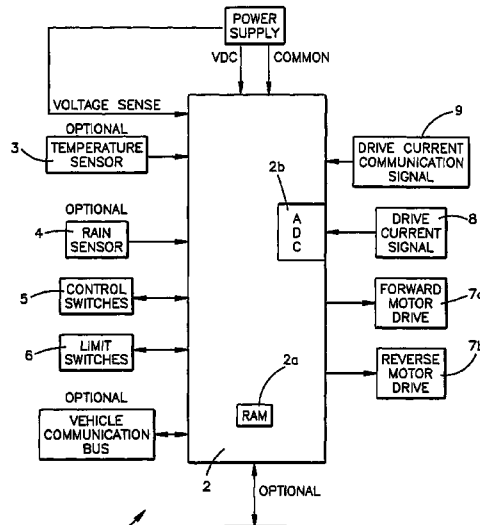 POWER
SUPPLY
VDC
COMMON
VOLTAGE SENSE
OPTIONAL
3
TEMPERATURE
SENSOR
OPTIONAL
4
RAIN
SENSOR
5
CONTROL
SWITCHES
6
LIMIT
SWITCHES
OPTIONAL
VEHICLE
COMMUNICATION
BUS
2b
A
D
C
2a
RAM
2
OPTIONAL
9
DRIVE CURRENT
COMMUNICATION
SIGNAL
DRIVE
CURRENT
SIGNAL
8
FORWARD
MOTOR
DRIVE
REVERSE
MOTOR
DRIVE
7b